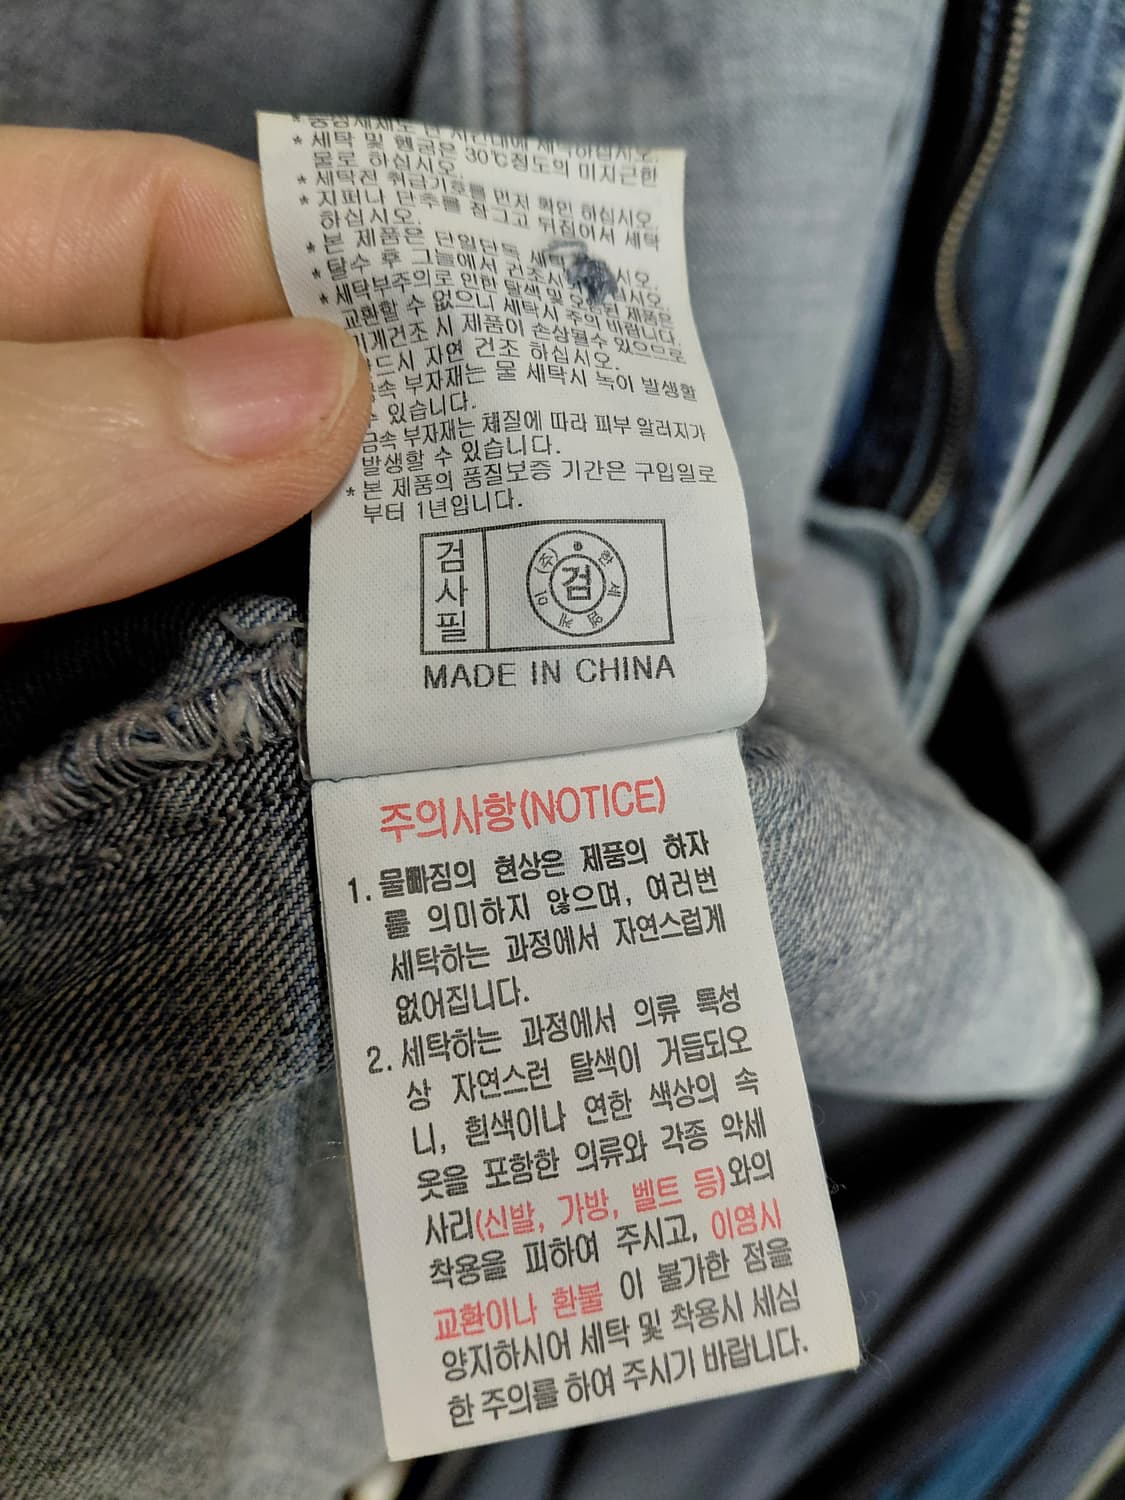 * 세탁 및 헹굼은 30℃정도의 미지근한
물로 하십시오.
* 세탁전 취급기호를 먼저 확인 하십시오.
* 지퍼나 단추를 잠그고 뒤집어서 세탁
하십시오.
* 본 제품은 단일단독 세탁 시오.
* 탈수 후 그늘에서 건조시 십시오.
* 세탁부주의로 인한 탈색 및 오염된 제품은
교환할 수 없으니 세탁시 주의 바랍니다.
기계건조 시 제품이 손상될수 있으므로
드시 자연 건조 하십시오.
속 부자재는 물 세탁시 녹이 발생할
수 있습니다.
금속 부자재는 체질에 따라 피부 알러지가
발생할 수 있습니다.
* 본 제품의 품질보증 기간은 구입일로
부터 1년입니다.
검사필
검
(주) 한세엠케이
MADE IN CHINA
주의사항(NOTICE)
1. 물빠짐의 현상은 제품의 하자
를 의미하지 않으며, 여러번
세탁하는 과정에서 자연스럽게
없어집니다.
2. 세탁하는 과정에서 의류 특성
상 자연스런 탈색이 거듭되오
니, 흰색이나 연한 색상의 속
옷을 포함한 의류와 각종 악세
사리(신발, 가방, 벨트 등)와의
착용을 피하여 주시고, 이염시
교환이나 환불 이 불가한 점을
양지하시어 세탁 및 착용시 세심
한 주의를 하여 주시기 바랍니다.